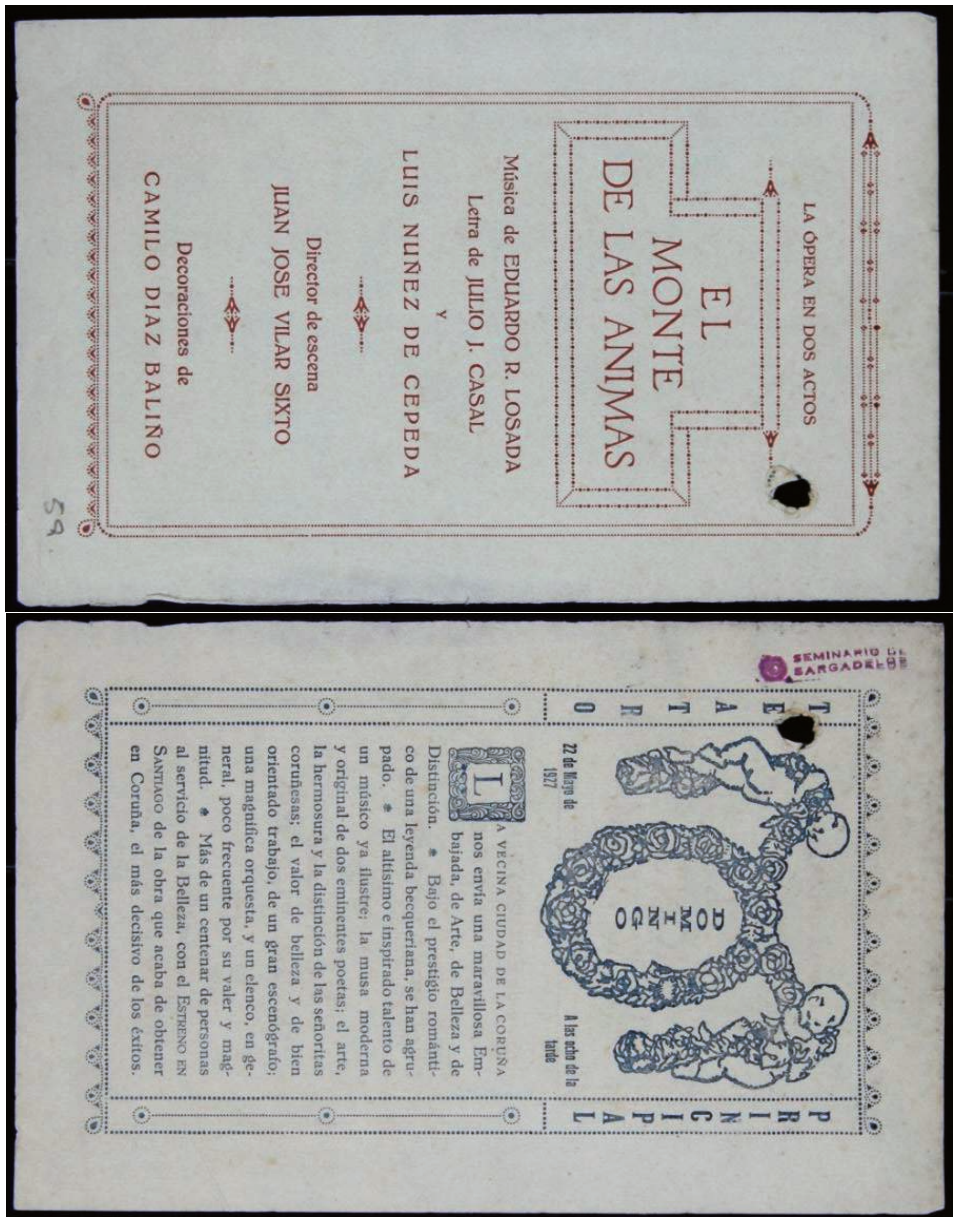 LA ÓPERA EN DOS ACTOS
EL
MONTE
DE LAS ANIMAS
Música de EDUARDO R. LOSADA
Letra de JULIO J. CASAL
Y
LUIS NUÑEZ DE CEPEDA
Director de escena
JUAN JOSE VILAR SIXTO
Decoraciones de
CAMILO DIAZ BALIÑO
59
SEMINARIO DE
SARGADELOS
TEATRO
PRINCIPAL
DOMINGO
22 de Mayo de
1927
A las ocho de la
tarde
LA VECINA CIUDAD DE LA CORUÑA
nos envía una maravillosa Em-
bajada, de Arte, de Belleza y de
Distinción. * Bajo el prestigio románti-
co de una leyenda becqueriana, se han agru-
pado. * El altísimo e inspirado talento de
un músico ya ilustre; la musa moderna
y original de dos eminentes poetas; el arte,
la hermosura y la distinción de las señoritas
coruñesas; el valor de belleza y de bien
orientado trabajo, de un gran escenógrafo;
una magnífica orquesta, y un elenco, en ge-
neral, poco frecuente por su valer y mag-
nitud. * Más de un centenar de personas
al servicio de la Belleza, con el ESTRENO EN
SANTIAGO de la obra que acaba de obtener
en Coruña, el más decisivo de los éxitos.